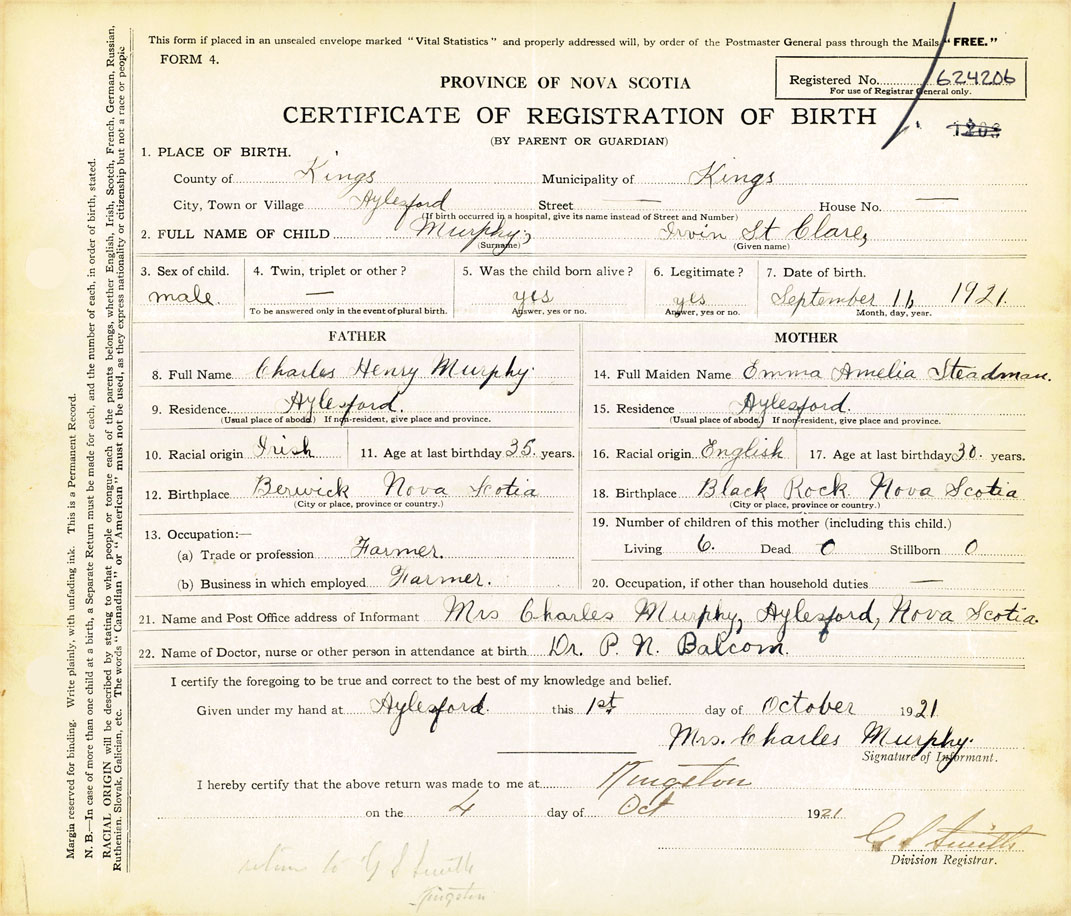 This form if placed in an unsealed envelope marked "Vital Statistics" and properly addressed will, by order of the Postmaster General pass through the Mails "FREE."
FORM 4.
Registered No. 624206
For use of Registrar General only.
PROVINCE OF NOVA SCOTIA
CERTIFICATE OF REGISTRATION OF BIRTH
1203
(BY PARENT OR GUARDIAN)
1. PLACE OF BIRTH.
County of Kings Municipality of Kings
City, Town or Village Aylesford Street — House No. —
(If birth occurred in a hospital, give its name instead of Street and Number)
2. FULL NAME OF CHILD Murphy, Irvin St Clare,
(Surname) (Given name)
3. Sex of child. 4. Twin, triplet or other? 5. Was the child born alive? 6. Legitimate? 7. Date of birth.
male. — yes yes September 16 1921.
To be answered only in the event of plural birth. Answer, yes or no. Answer, yes or no. Month, day, year.
FATHER MOTHER
8. Full Name Charles Henry Murphy. 14. Full Maiden Name Emma Amelia Steadman.
9. Residence. Aylesford. 15. Residence Aylesford.
(Usual place of abode.) If non-resident, give place and province. (Usual place of abode,) If non-resident, give place and province.
10. Racial origin Irish 11. Age at last birthday 35. years. 16. Racial origin English 17. Age at last birthday 30. years.
12. Birthplace Berwick Nova Scotia 18. Birthplace Black Rock Nova Scotia
(City or place, province or country.) (City or place, province or country.)
13. Occupation:— 19. Number of children of this mother (including this child.)
(a) Trade or profession Farmer. Living 6. Dead 0 Stillborn 0
(b) Business in which employed Farmer. 20. Occupation, if other than household duties —
21. Name and Post Office address of Informant Mrs Charles Murphy, Aylesford, Nova Scotia.
22. Name of Doctor, nurse or other person in attendance at birth. Dr. P. N. Balcom.
I certify the foregoing to be true and correct to the best of my knowledge and belief.
Given under my hand at Aylesford. this 1st day of October 1921
Mrs. Charles Murphy.
Signature of Informant.
I hereby certify that the above return was made to me at Kingston
on the 4 day of Oct 1921
G S Smith
Division Registrar.
return to G S Smith
Kingston
Margin reserved for binding. Write plainly, with unfading ink. This is a Permanent Record.
N. B.—In case of more than one child at a birth, a Separate Return must be made for each, and the number of each, in order of birth, stated.
RACIAL ORIGIN will be described by stating to what people or tongue each of the parents belongs, whether English, Irish, Scotch, French, German, Russian,
Ruthenian, Slovak, Galician, etc. The words "Canadian" or "American" must not be used, as they express nationality or citizenship but not a race or people